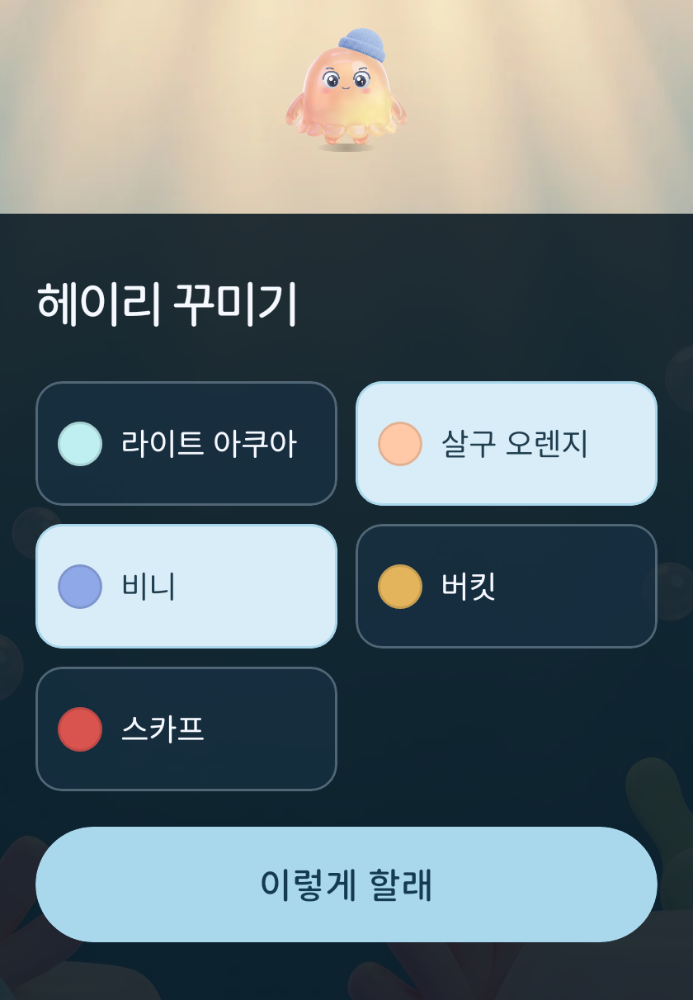 헤이리 꾸미기
라이트 아쿠아
살구 오렌지
비니
버킷
스카프
이렇게 할래